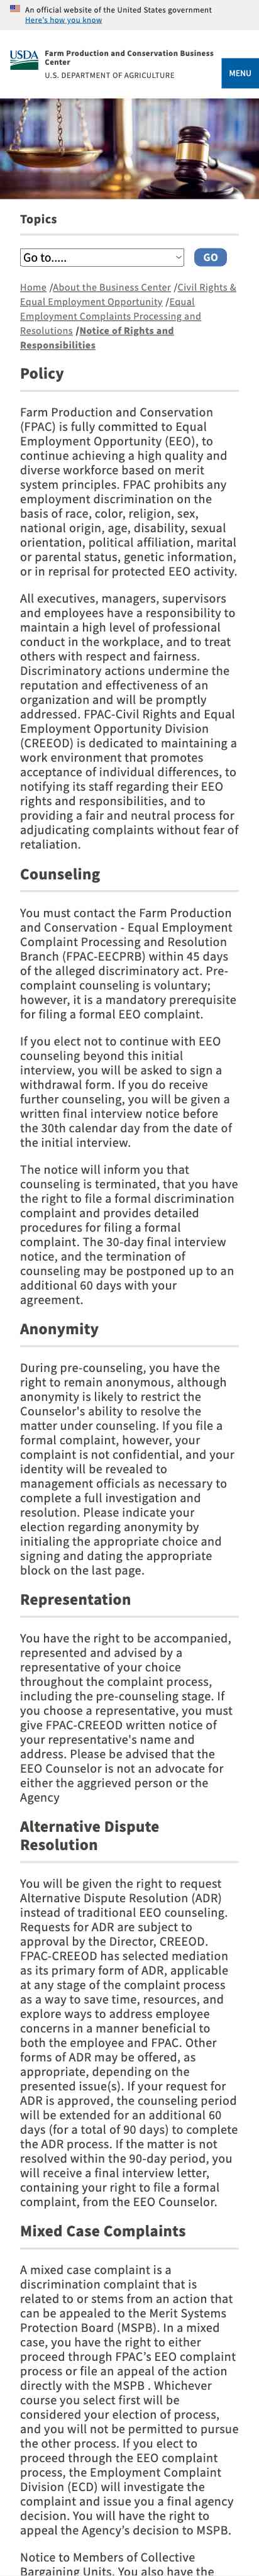 An official website of the United States government
Here's how you know
USDA
Farm Production and Conservation Business
Center
U.S. DEPARTMENT OF AGRICULTURE
MENU
Topics
Go to.....
GO
Home /About the Business Center /Civil Rights &
Equal Employment Opportunity /Equal
Employment Complaints Processing and
Resolutions /Notice of Rights and
Responsibilities
Policy
Farm Production and Conservation
(FPAC) is fully committed to Equal
Employment Opportunity (EEO), to
continue achieving a high quality and
diverse workforce based on merit
system principles. FPAC prohibits any
employment discrimination on the
basis of race, color, religion, sex,
national origin, age, disability, sexual
orientation, political affiliation, marital
or parental status, genetic information,
or in reprisal for protected EEO activity.
All executives, managers, supervisors
and employees have a responsibility to
maintain a high level of professional
conduct in the workplace, and to treat
others with respect and fairness.
Discriminatory actions undermine the
reputation and effectiveness of an
organization and will be promptly
addressed. FPAC-Civil Rights and Equal
Employment Opportunity Division
(CREEOD) is dedicated to maintaining a
work environment that promotes
acceptance of individual differences, to
notifying its staff regarding their EEO
rights and responsibilities, and to
providing a fair and neutral process for
adjudicating complaints without fear of
retaliation.
Counseling
You must contact the Farm Production
and Conservation - Equal Employment
Complaint Processing and Resolution
Branch (FPAC-EECPRB) within 45 days
of the alleged discriminatory act. Pre-
complaint counseling is voluntary;
however, it is a mandatory prerequisite
for filing a formal EEO complaint.
If you elect not to continue with EEO
counseling beyond this initial
interview, you will be asked to sign a
withdrawal form. If you do receive
further counseling, you will be given a
written final interview notice before
the 30th calendar day from the date of
the initial interview.
The notice will inform you that
counseling is terminated, that you have
the right to file a formal discrimination
complaint and provides detailed
procedures for filing a formal
complaint. The 30-day final interview
notice, and the termination of
counseling may be postponed up to an
additional 60 days with your
agreement.
Anonymity
During pre-counseling, you have the
right to remain anonymous, although
anonymity is likely to restrict the
Counselor's ability to resolve the
matter under counseling. If you file a
formal complaint, however, your
complaint is not confidential, and your
identity will be revealed to
management officials as necessary to
complete a full investigation and
resolution. Please indicate your
election regarding anonymity by
initialing the appropriate choice and
signing and dating the appropriate
block on the last page.
Representation
You have the right to be accompanied,
represented and advised by a
representative of your choice
throughout the complaint process,
including the pre-counseling stage. If
you choose a representative, you must
give FPAC-CREEOD written notice of
your representative's name and
address. Please be advised that the
EEO Counselor is not an advocate for
either the aggrieved person or the
Agency
Alternative Dispute
Resolution
You will be given the right to request
Alternative Dispute Resolution (ADR)
instead of traditional EEO counseling.
Requests for ADR are subject to
approval by the Director, CREEOD.
FPAC-CREEOD has selected mediation
as its primary form of ADR, applicable
at any stage of the complaint process
as a way to save time, resources, and
explore ways to address employee
concerns in a manner beneficial to
both the employee and FPAC. Other
forms of ADR may be offered, as
appropriate, depending on the
presented issue(s). If your request for
ADR is approved, the counseling period
will be extended for an additional 60
days (for a total of 90 days) to complete
the ADR process. If the matter is not
resolved within the 90-day period, you
will receive a final interview letter,
containing your right to file a formal
complaint, from the EEO Counselor.
Mixed Case Complaints
A mixed case complaint is a
discrimination complaint that is
related to or stems from an action that
can be appealed to the Merit Systems
Protection Board (MSPB). In a mixed
case, you have the right to either
proceed through FPAC's EEO complaint
process or file an appeal of the action
directly with the MSPB . Whichever
course you select first will be
considered your election of process,
and you will not be permitted to pursue
the other process. If you elect to
proceed through the EEO complaint
process, the Employment Complaint
Division (ECD) will investigate the
complaint and issue you a final agency
decision. You will have the right to
appeal the Agency's decision to MSPB.
Notice to Members of Collective
Bargaining Units. You also have the